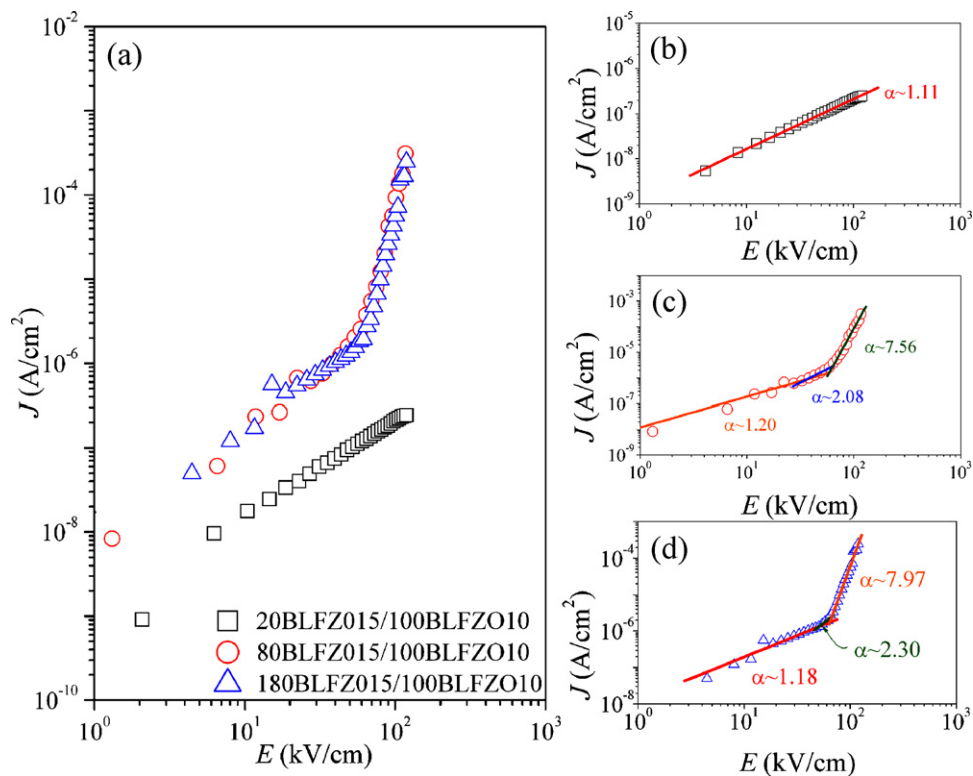 (a)
10^-2
10^-4
10^-6
10^-8
10^-10
J (A/cm^2)
20BLFZ015/100BLFZO10
80BLFZ015/100BLFZO10
180BLFZ015/100BLFZO10
10^0 10^1 10^2 10^3
E (kV/cm)
(b)
10^-5
10^-6
10^-7
10^-8
10^-9
J (A/cm^2)
α~1.11
10^0 10^1 10^2 10^3
E (kV/cm)
(c)
10^-3
10^-5
10^-7
10^-9
J (A/cm^2)
α~7.56
α~2.08
α~1.20
10^0 10^1 10^2 10^3
E (kV/cm)
(d)
10^-4
10^-6
10^-8
J (A/cm^2)
α~7.97
α~2.30
α~1.18
10^0 10^1 10^2 10^3
E (kV/cm)